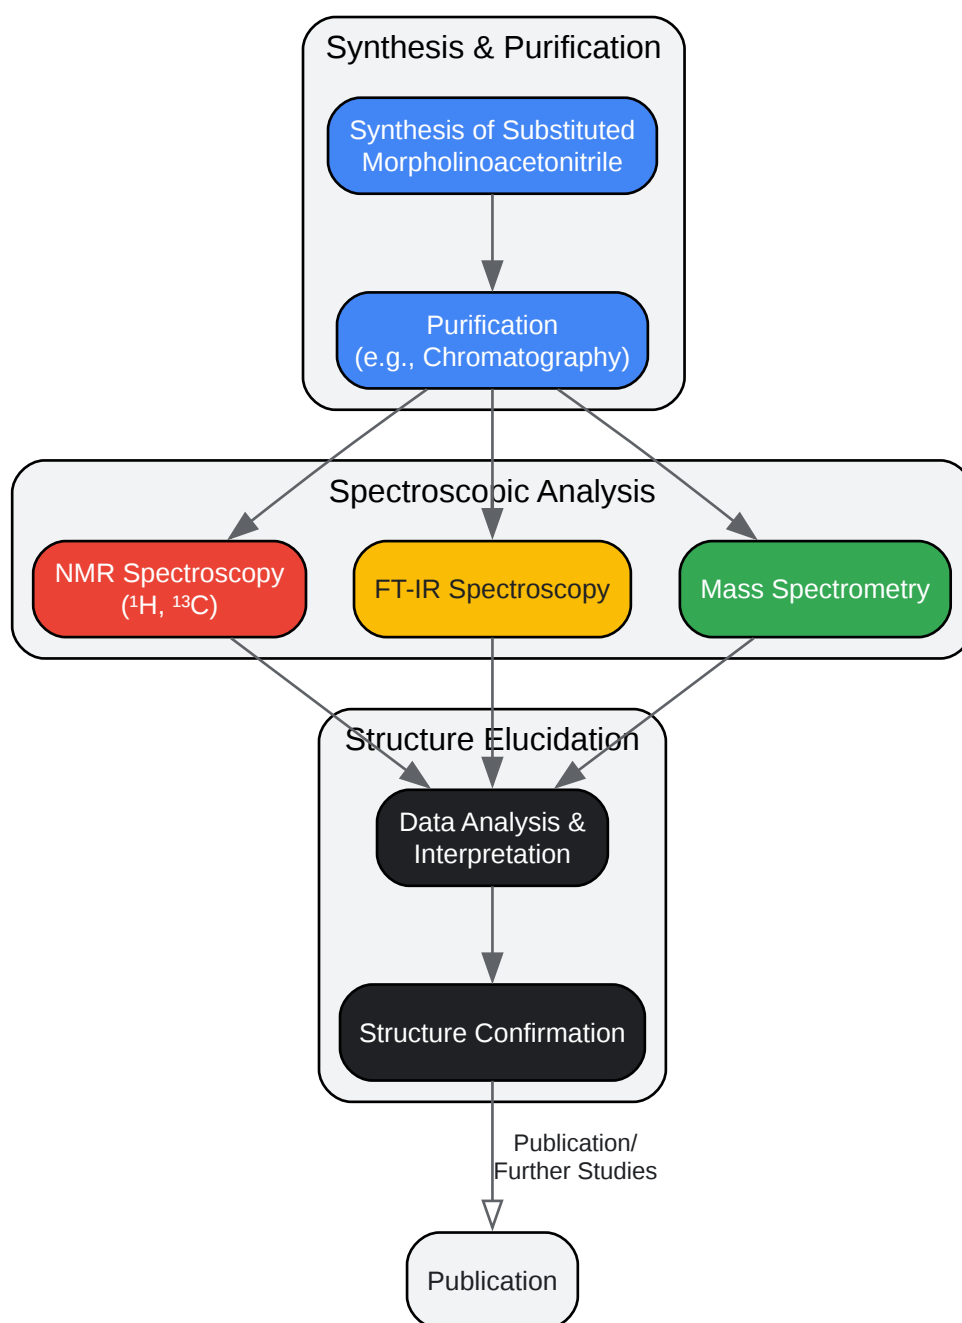 Synthesis & Purification
Synthesis of Substituted
Morpholinoacetonitrile
Purification
(e.g., Chromatography)
Spectroscopic Analysis
NMR Spectroscopy
(¹H, ¹³C)
FT-IR Spectroscopy
Mass Spectrometry
Structure Elucidation
Data Analysis &
Interpretation
Structure Confirmation
Publication/
Further Studies
Publication